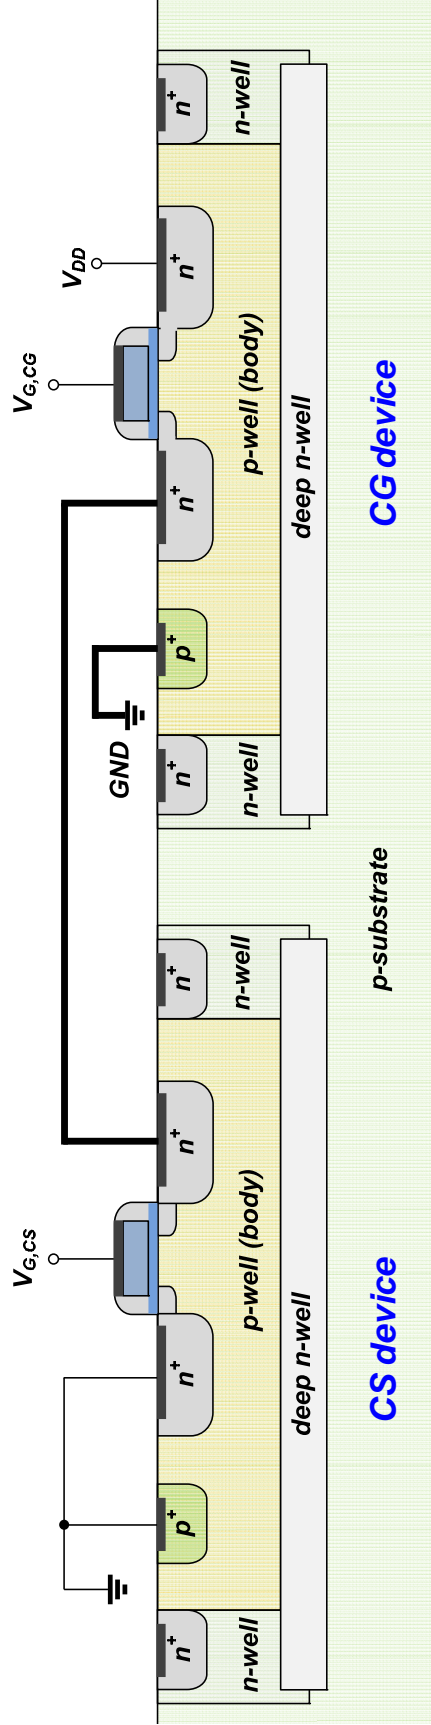 V_G,CS
V_G,CG
V_DD
GND
n+
p+
n+
n+
n+
n+
p+
n+
n+
n+
n-well
p-well (body)
n-well
n-well
p-well (body)
n-well
deep n-well
deep n-well
CS device
p-substrate
CG device